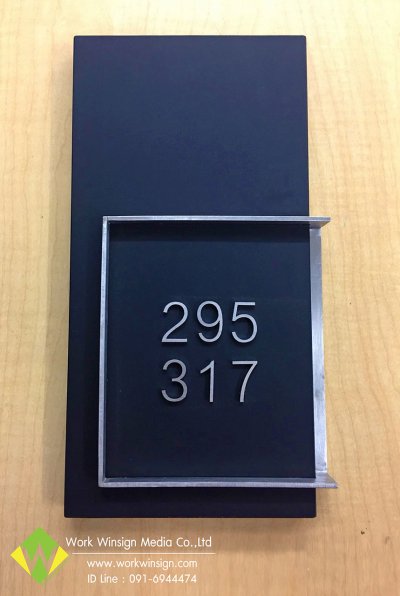 295
317
Work Winsign Media Co.,Ltd
www.workwinsign.com
ID Line : 091-6944474